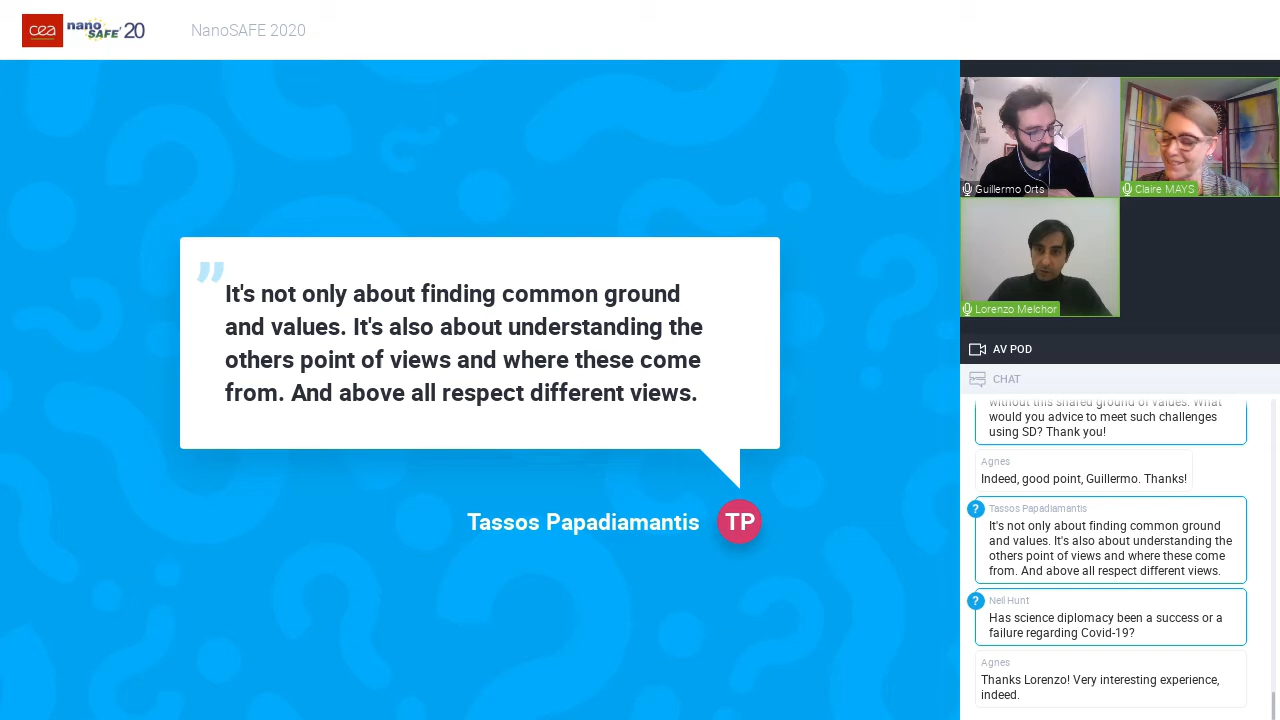 cea
nano
SAFE'20
NanoSAFE 2020
It's not only about finding common ground
and values. It's also about understanding the
others point of views and where these come
from. And above all respect different views.
Tassos Papadiamantis
TP
Guillermo Orts
Claire MAYS
Lorenzo Melchor
AV POD
CHAT
without this shared ground of values. What
would you advice to meet such challenges
using SD? Thank you!
Agnes
Indeed, good point, Guillermo. Thanks!
?
Tassos Papadiamantis
It's not only about finding common ground
and values. It's also about understanding the
others point of views and where these come
from. And above all respect different views.
?
Neil Hunt
Has science diplomacy been a success or a
failure regarding Covid-19?
Agnes
Thanks Lorenzo! Very interesting experience,
indeed.